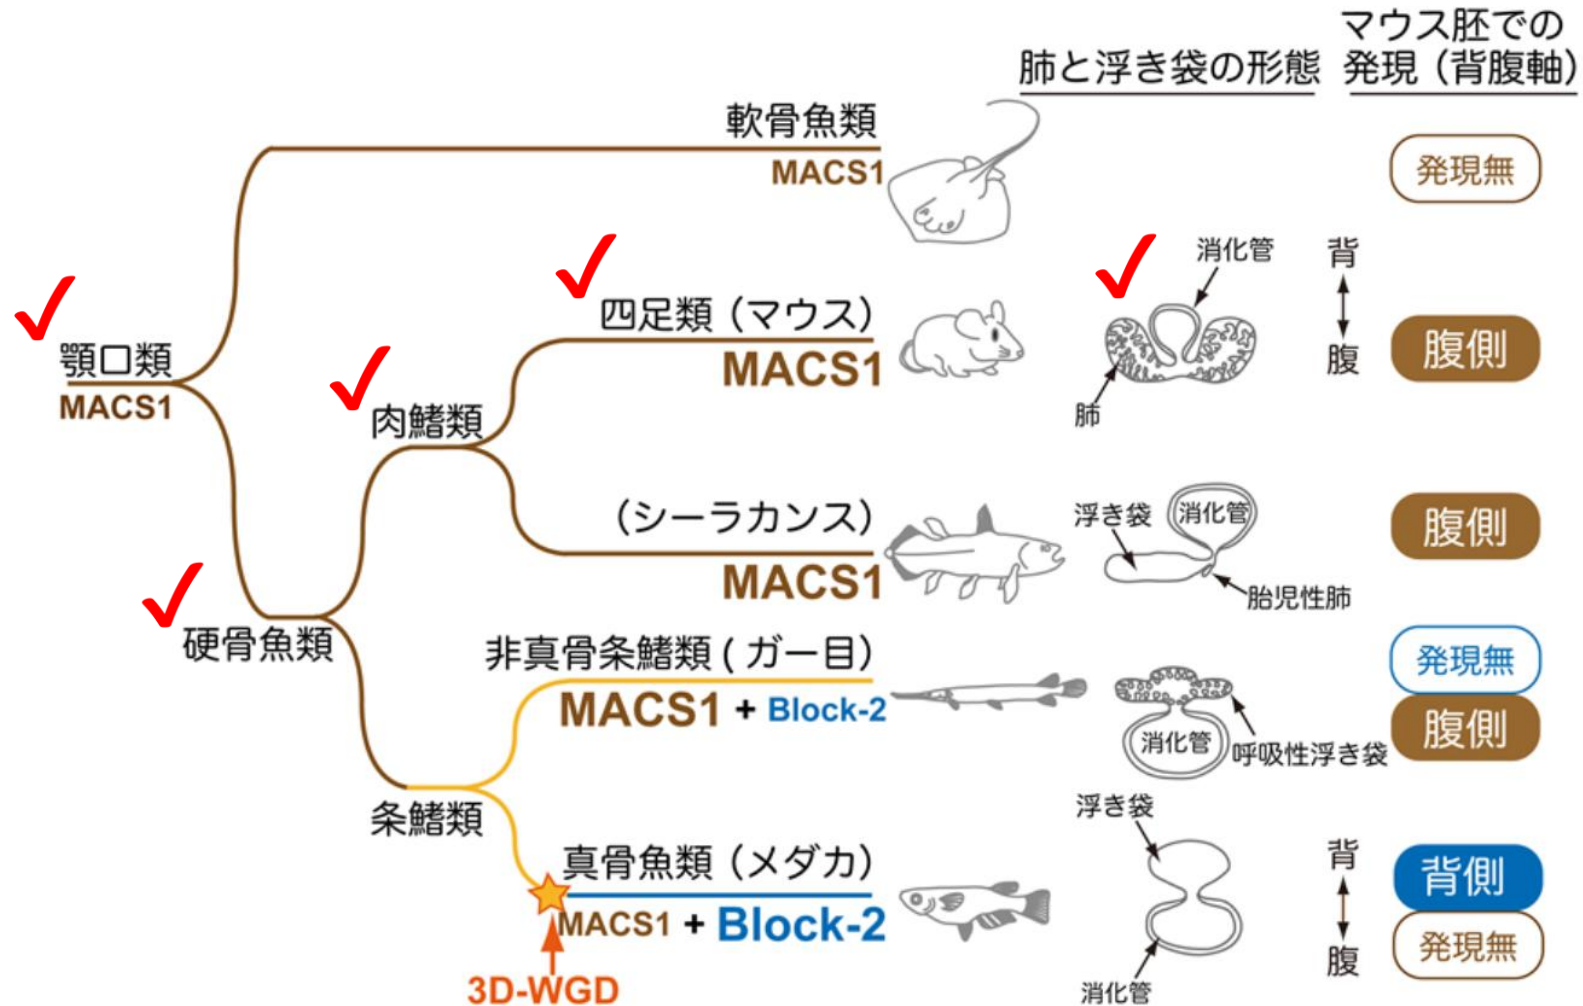 肺と浮き袋の形態
マウス胚での
発現（背腹軸）
軟骨魚類
MACS1
発現無
顎口類
MACS1
肉鰭類
四足類（マウス）
MACS1
消化管
肺
背
腹
腹側
（シーラカンス）
MACS1
浮き袋
消化管
胎児性肺
腹側
硬骨魚類
非真骨条鰭類 ( ガー目）
MACS1 + Block-2
消化管
呼吸性浮き袋
発現無
腹側
条鰭類
真骨魚類（メダカ）
MACS1 + Block-2
3D-WGD
浮き袋
消化管
背
腹
背側
発現無